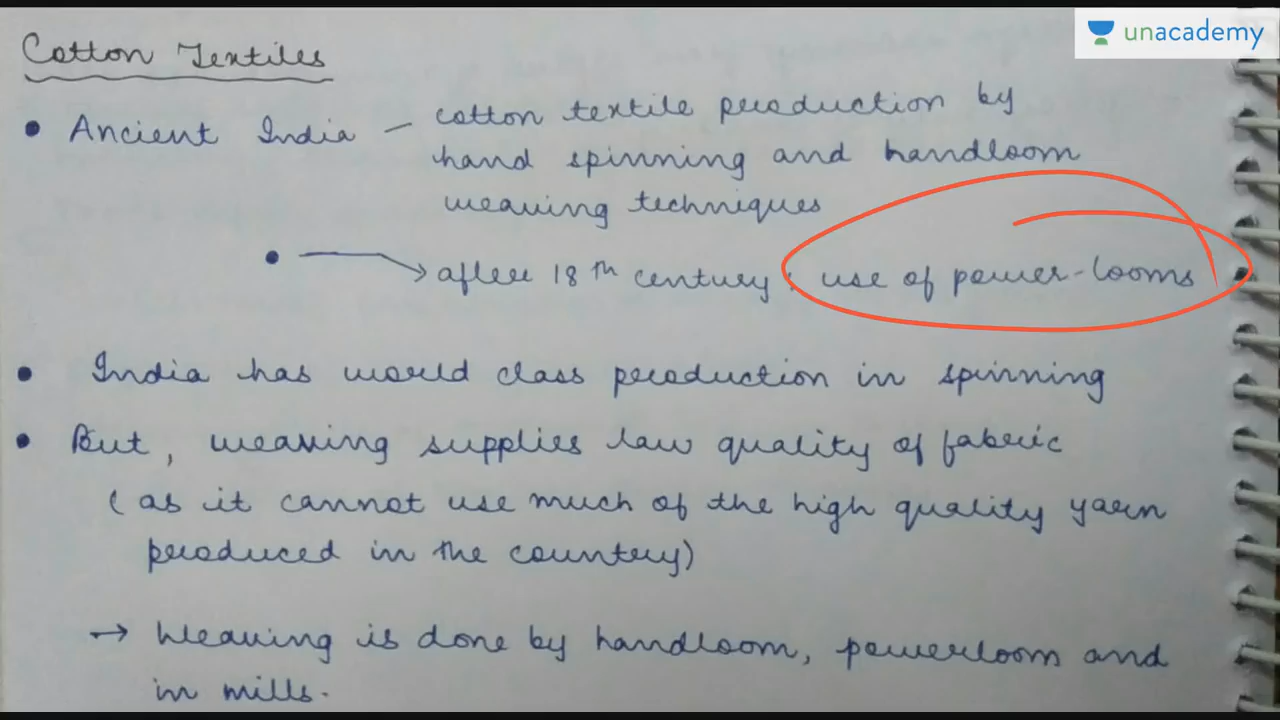 unacademy
Cotton Textiles
• Ancient India – cotton textile production by
hand spinning and handloom
weaving techniques
• → after 18th century : use of power-looms
• India has world class production in spinning
• But, weaving supplies law quality of fabric
(as it cannot use much of the high quality yarn
produced in the country)
→ Weaving is done by handloom, powerloom and
in mills.